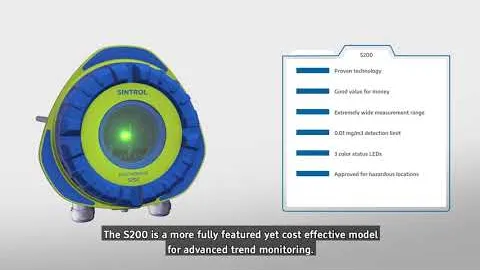 SINTROL
S200
S200
Proven technology
Good value for money
Extremely wide measurement range
0.01 mg/m3 detection limit
3 color status LEDs
Approved for hazardous locations
The S200 is a more fully featured yet cost effective model
for advanced trend monitoring.